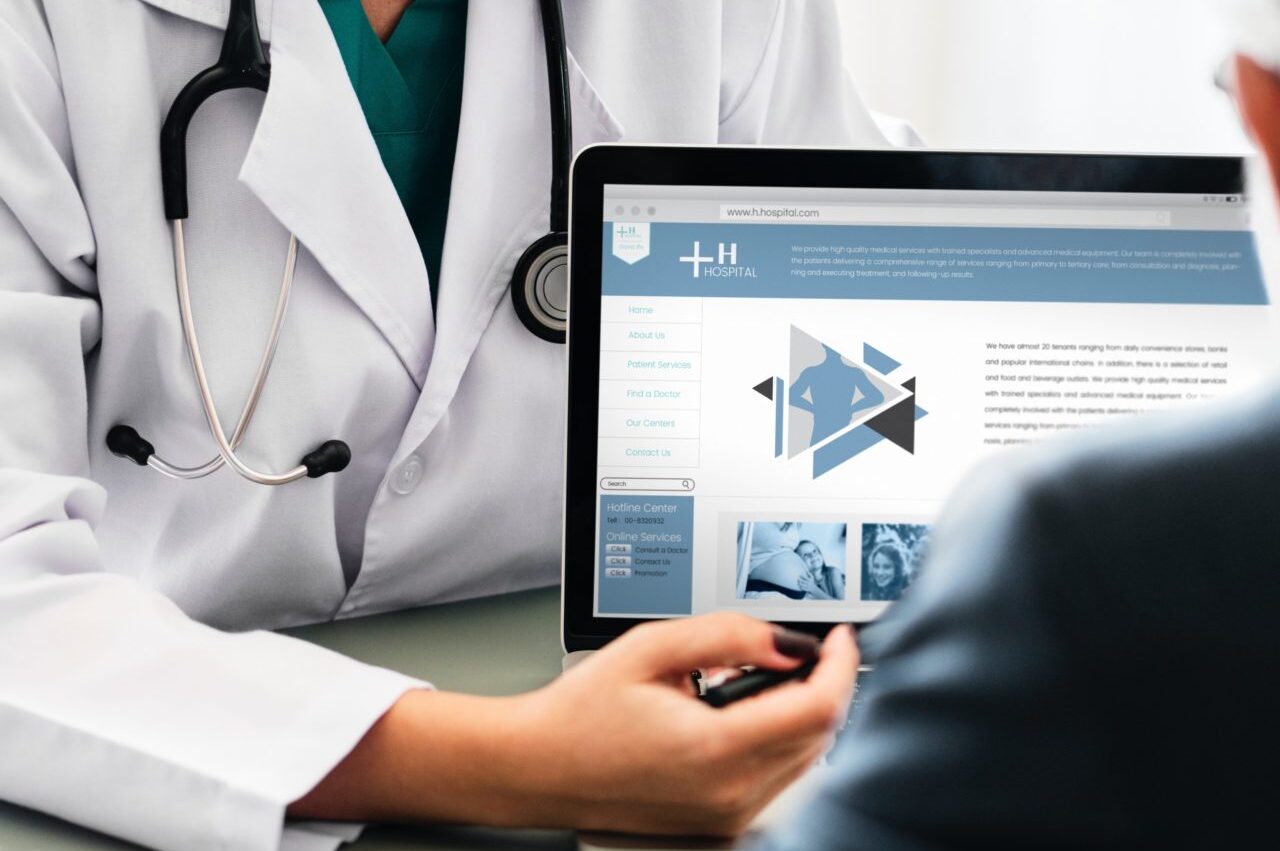 www.h.hospital.com
H
HOSPITAL
H
HOSPITAL
We provide high quality medical services with trained specialists and advanced medical equipment. Our team is completely involved with
the patients delivering a comprehensive range of services ranging from primary to tertiary care; from consultation and diagnosis, plan-
ning and executing treatment, and following-up results.
Home
About Us
Patient Services
Find a Doctor
Our Centers
Contact Us
Search
Hotline Center
Tell : 00-8320932
Online Services
Click Consult a Doctor
Click Contact Us
Click Promotion
We have almost 20 tenants ranging from daily convenience stores, banks
and popular international chains. In addition, there is a selection of retail
and food and beverage outlets. We provide high quality medical services
with trained specialists and advanced medical equipment. Our
completely involved with the patients delivering
services ranging from primary
nosis, planning